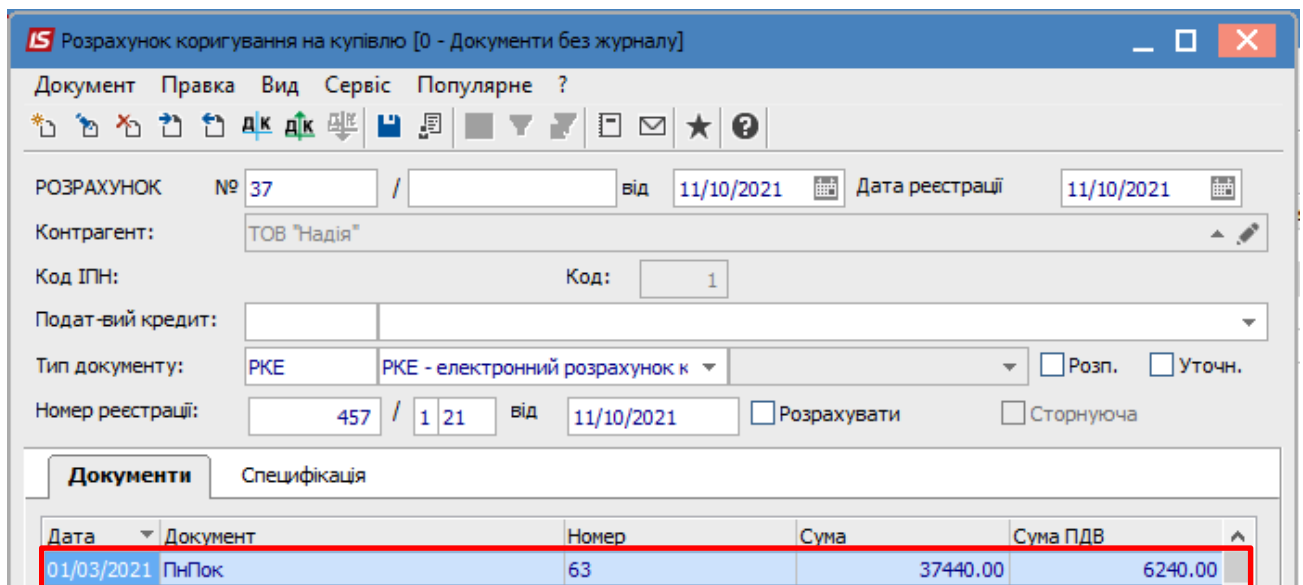 Розрахунок коригування на купівлю [0 - Документи без журналу]
Документ Правка Вид Сервіс Популярне ?
РОЗРАХУНОК № 37 / від 11/10/2021 Дата реєстрації 11/10/2021
Контрагент: ТОВ "Надія"
Код ІПН: Код: 1
Подат-вий кредит:
Тип документу: РКЕ РКЕ - електронний розрахунок к Розп. Уточн.
Номер реєстрації: 457 / 1 21 від 11/10/2021 Розрахувати Сторнуюча
Документи Специфікація
Дата Документ Номер Сума Сума ПДВ
01/03/2021 ПнПок 63 37440.00 6240.00